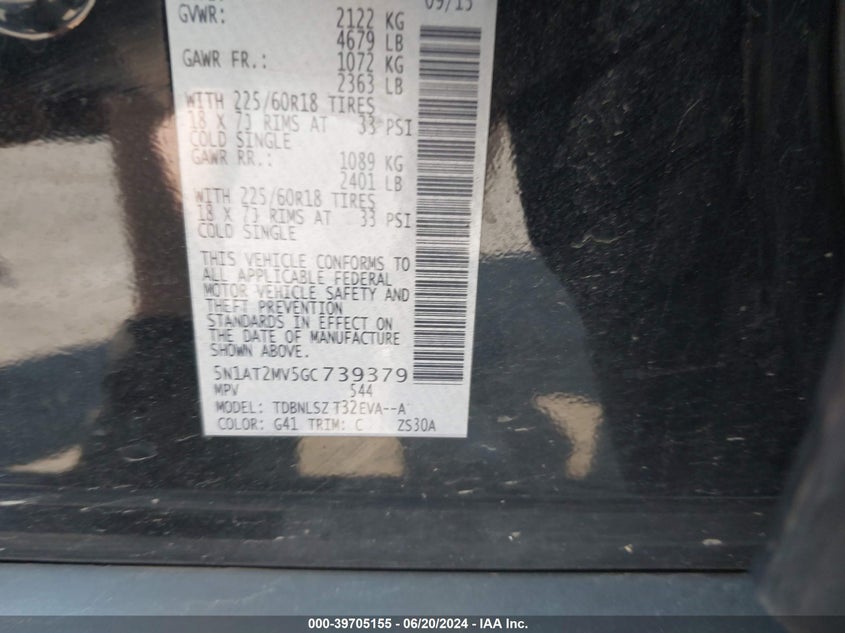 09/15
GVWR: 2122 KG
4679 LB
GAWR FR.: 1072 KG
2363 LB
WITH 225/60R18 TIRES
18 X 7J RIMS AT 33 PSI
COLD SINGLE
GAWR RR.: 1089 KG
2401 LB
WITH 225/60R18 TIRES
18 X 7J RIMS AT 33 PSI
COLD SINGLE
THIS VEHICLE CONFORMS TO
ALL APPLICABLE FEDERAL
MOTOR VEHICLE SAFETY AND
THEFT PREVENTION
STANDARDS IN EFFECT ON
THE DATE OF MANUFACTURE
SHOWN ABOVE.
5N1AT2MV5GC739379
MPV 544
MODEL: TDBNLSZ T32EVA--A
COLOR: G41 TRIM: C ZS30A
000-39705155 - 06/20/2024 - IAA Inc.